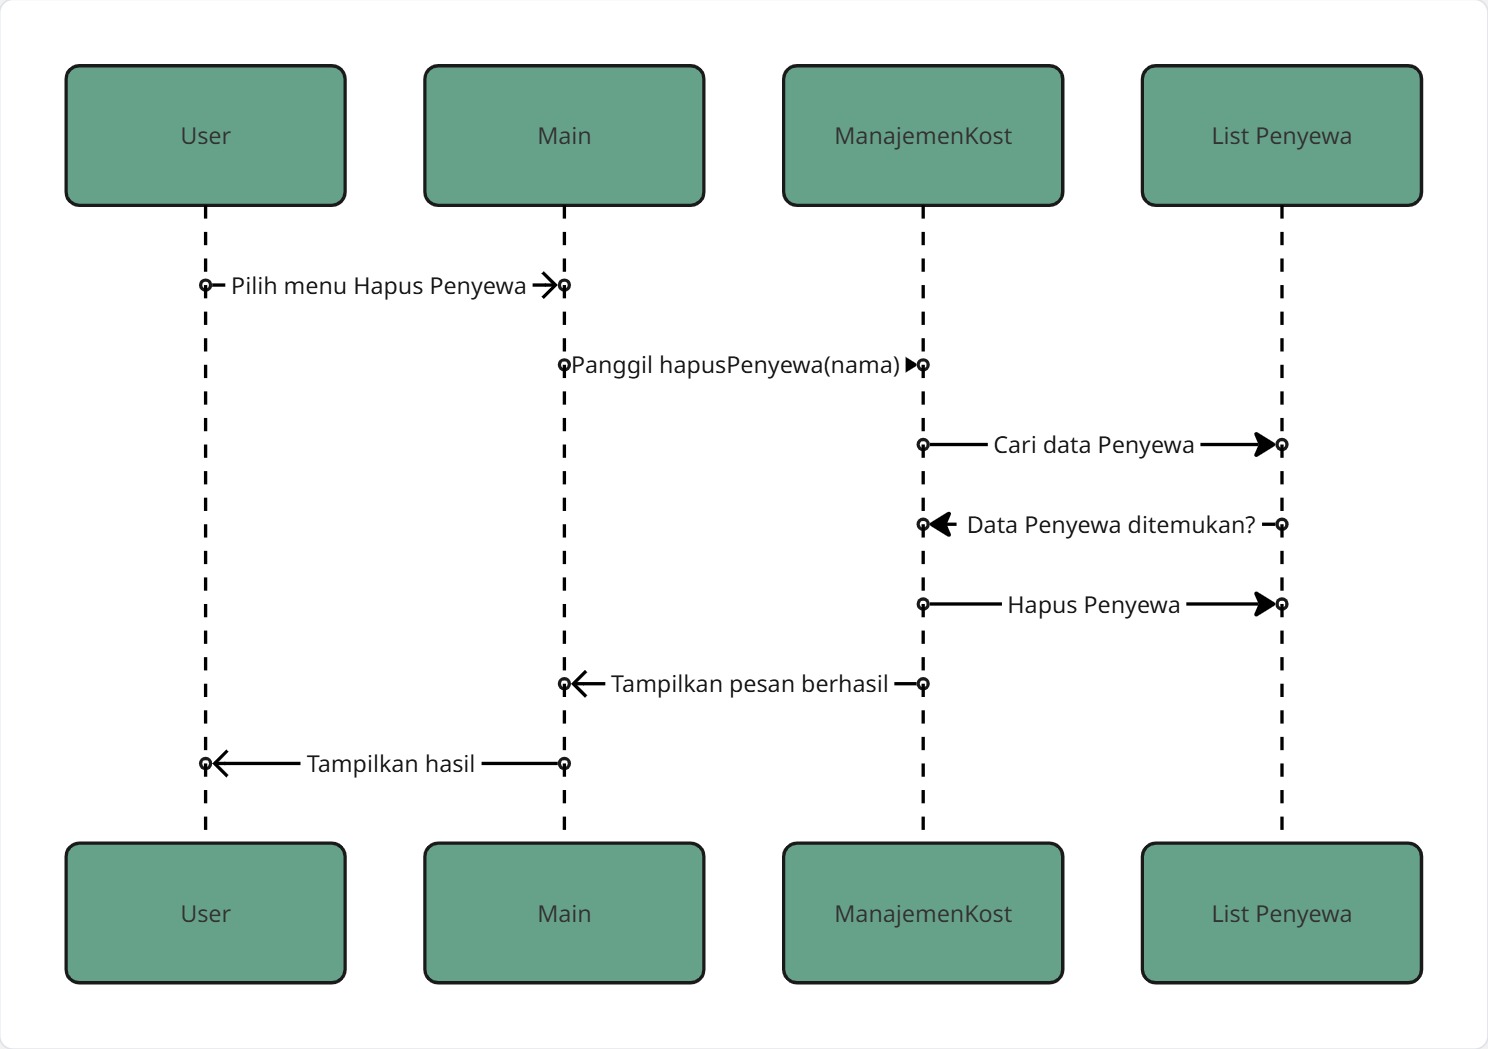 User
Main
ManajemenKost
List Penyewa
Pilih menu Hapus Penyewa
Panggil hapusPenyewa(nama)
Cari data Penyewa
Data Penyewa ditemukan?
Hapus Penyewa
Tampilkan pesan berhasil
Tampilkan hasil
User
Main
ManajemenKost
List Penyewa